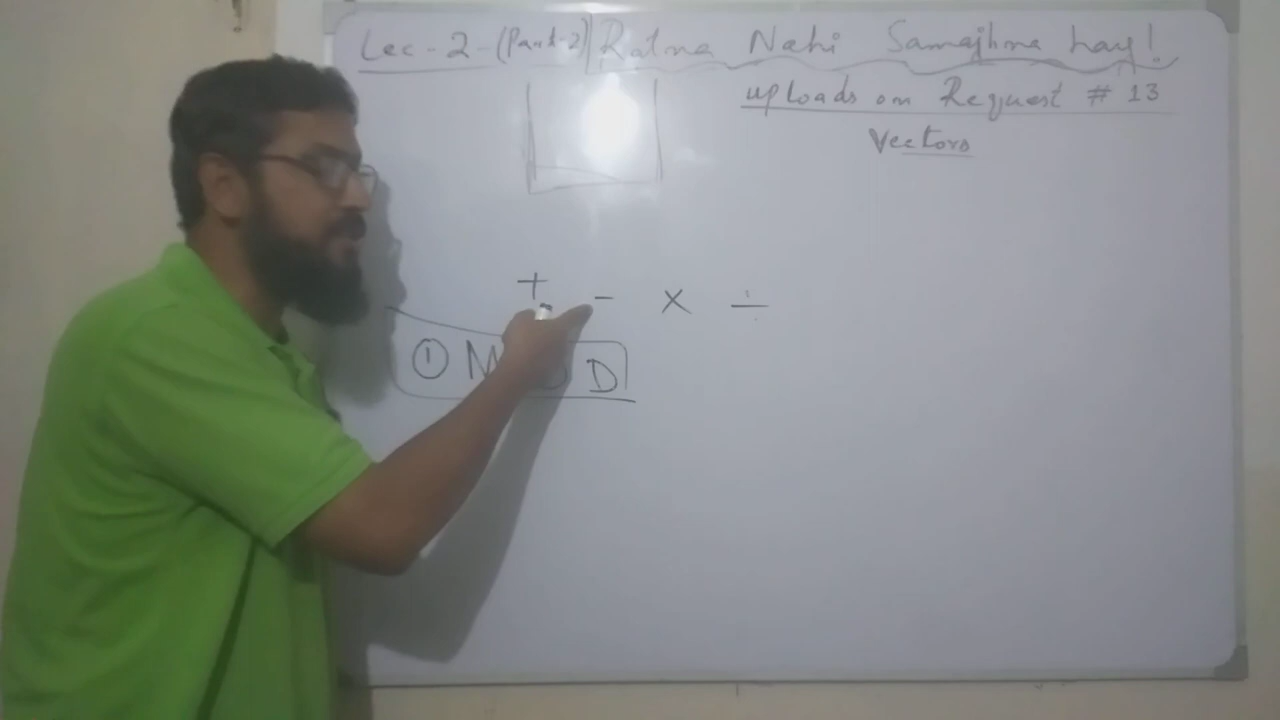 Lec-2-(Part-2) Ratna Nahi Samajhna hay!
uploads on Request # 13
Vectors
+ - × ÷
① M D